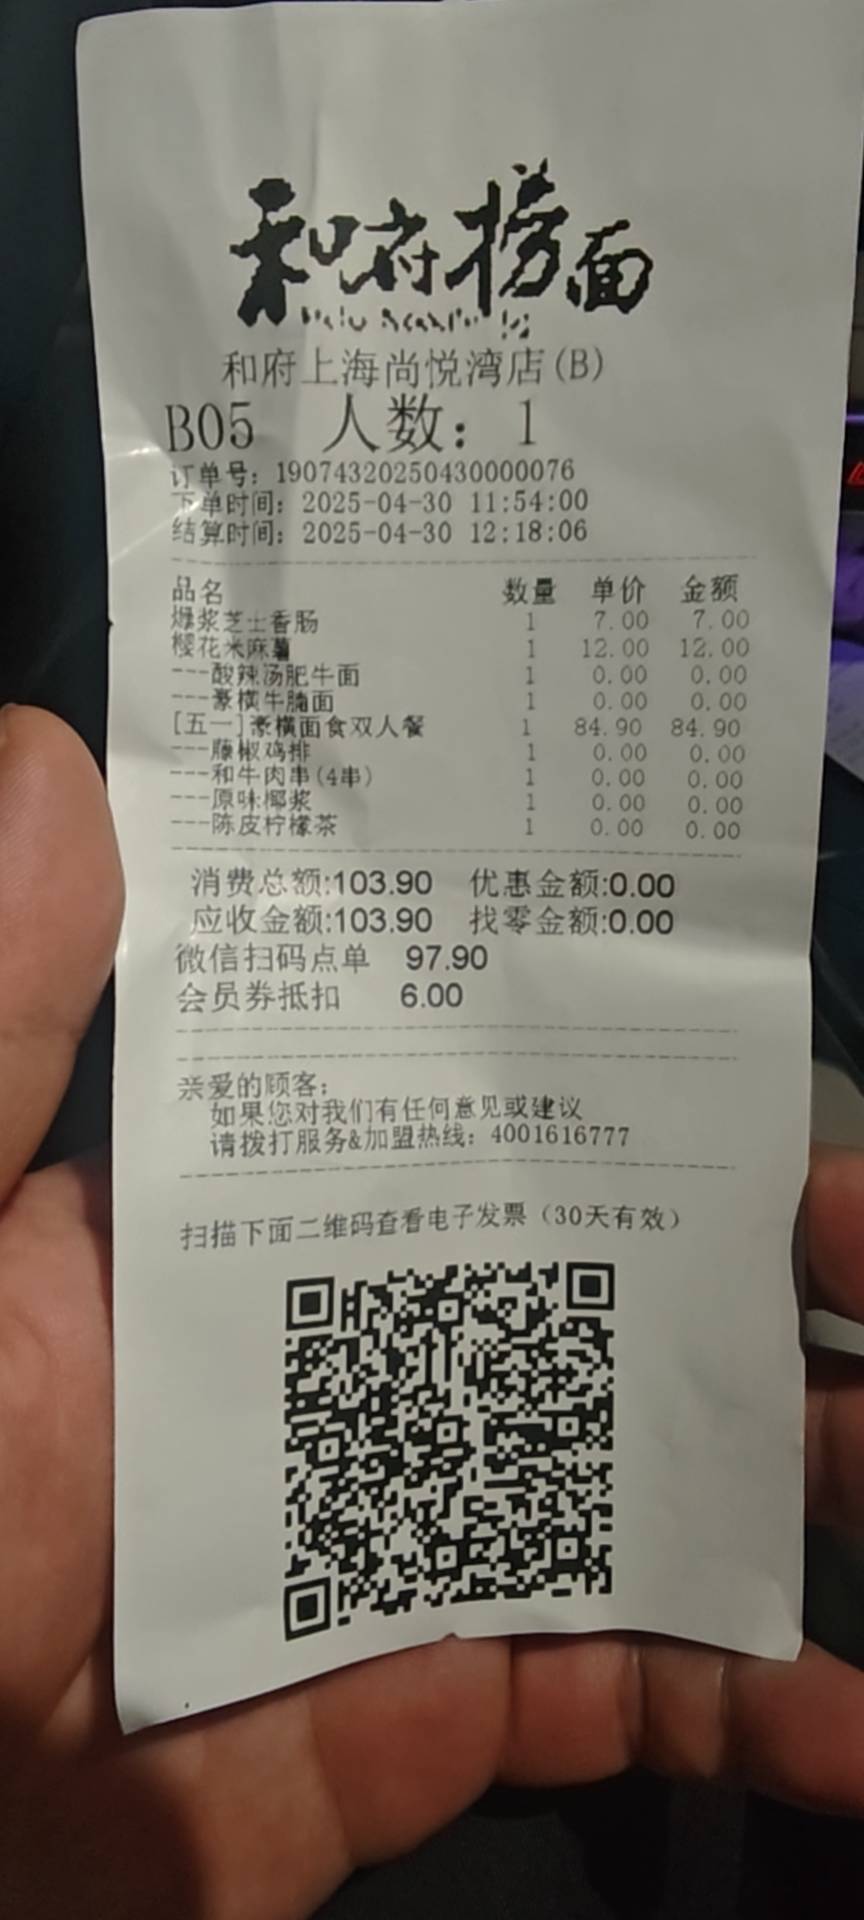 和府捞面
和府上海尚悦湾店(B)
B05 人数: 1
订单号: 19074320250430000076
下单时间: 2025-04-30 11:54:00
结算时间: 2025-04-30 12:18:06
品名 数量 单价 金额
爆浆芝士香肠 1 7.00 7.00
樱花米麻薯 1 12.00 12.00
---酸辣汤肥牛面 1 0.00 0.00
---豪横牛腩面 1 0.00 0.00
[五一]豪横面食双人餐 1 84.90 84.90
---藤椒鸡排 1 0.00 0.00
---和牛肉串(4串) 1 0.00 0.00
---原味椰浆 1 0.00 0.00
---陈皮柠檬茶 1 0.00 0.00
消费总额:103.90 优惠金额:0.00
应收金额:103.90 找零金额:0.00
微信扫码点单 97.90
会员券抵扣 6.00
亲爱的顾客:
如果您对我们有任何意见或建议
请拨打服务&加盟热线: 4001616777
扫描下面二维码查看电子发票（30天有效）